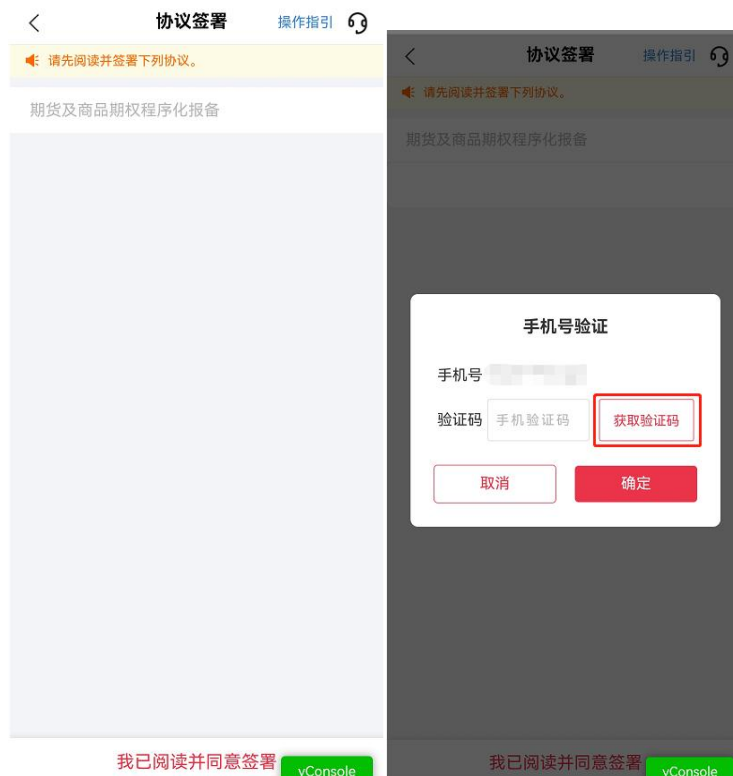 协议签署
操作指引
请先阅读并签署下列协议。
期货及商品期权程序化报备
我已阅读并同意签署
vConsole
协议签署
操作指引
请先阅读并签署下列协议。
期货及商品期权程序化报备
手机号验证
手机号
验证码 手机验证码 获取验证码
取消 确定
我已阅读并同意签署
vConsole